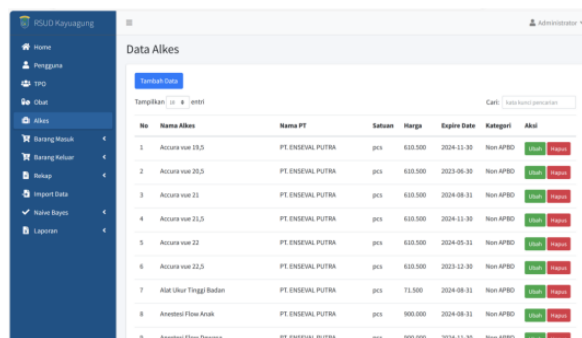 RSUD Kayuagung
Administrator
Home
Pengguna
TPO
Obat
Alkes
Barang Masuk
Barang Keluar
Rekap
Import Data
Naive Bayes
Laporan
Data Alkes
Tambah Data
Tampilkan 10 entri
Cari: kata kunci pencarian
No Nama Alkes Nama PT Satuan Harga Expire Date Kategori Aksi
1 Accura vue 19,5 PT. ENSEVAL PUTRA pcs 610.500 2024-11-30 Non APBD Ubah Hapus
2 Accura vue 20,5 PT. ENSEVAL PUTRA pcs 610.500 2023-06-30 Non APBD Ubah Hapus
3 Accura vue 21 PT. ENSEVAL PUTRA pcs 610.500 2024-08-31 Non APBD Ubah Hapus
4 Accura vue 21,5 PT. ENSEVAL PUTRA pcs 610.500 2024-11-30 Non APBD Ubah Hapus
5 Accura vue 22 PT. ENSEVAL PUTRA pcs 610.500 2024-05-31 Non APBD Ubah Hapus
6 Accura vue 22,5 PT. ENSEVAL PUTRA pcs 610.500 2023-12-30 Non APBD Ubah Hapus
7 Alat Ukur Tinggi Badan PT. ENSEVAL PUTRA pcs 71.500 2024-08-31 Non APBD Ubah Hapus
8 Anestesi Flow Anak PT. ENSEVAL PUTRA pcs 900.000 2024-08-31 Non APBD Ubah Hapus